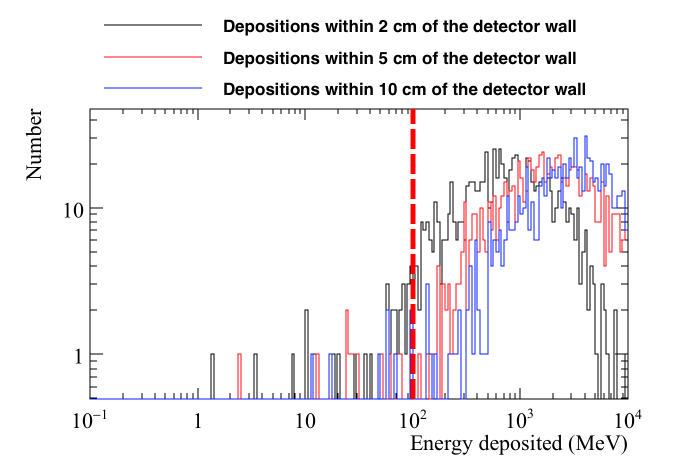 Depositions within 2 cm of the detector wall
Depositions within 5 cm of the detector wall
Depositions within 10 cm of the detector wall
Number
10
1
10⁻¹ 1 10 10² 10³ 10⁴
Energy deposited (MeV)